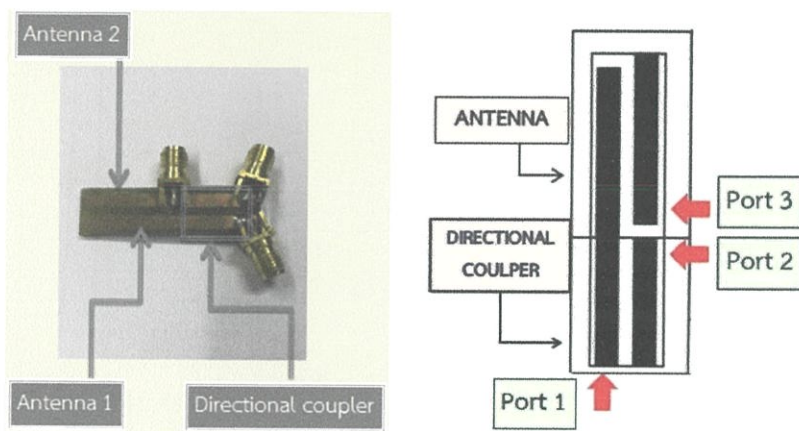 Antenna 2
Antenna 1
Directional coupler
ANTENNA
DIRECTIONAL
COULPER
Port 3
Port 2
Port 1